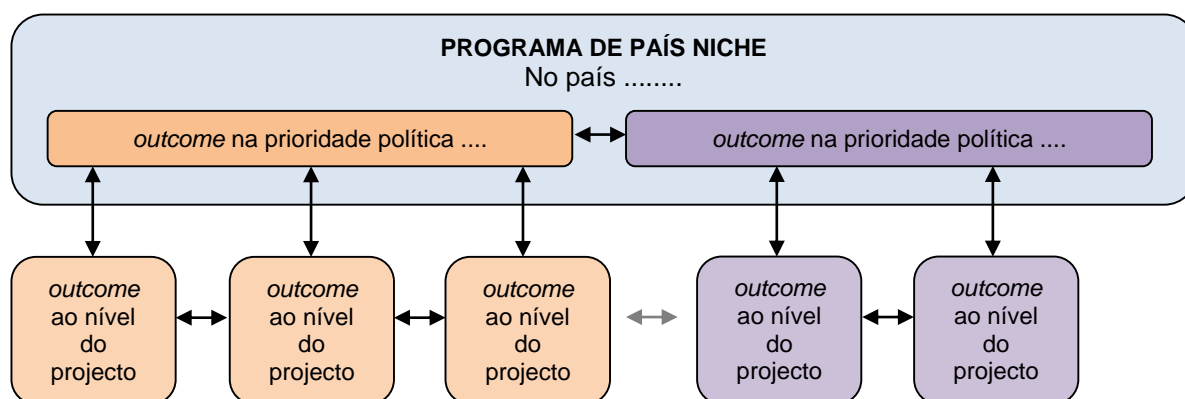 PROGRAMA DE PAÍS NICHE
No país ........
outcome na prioridade política ....
outcome na prioridade política ....
outcome
ao nível
do
projecto
outcome
ao nível
do
projecto
outcome
ao nível
do
projecto
outcome
ao nível
do
projecto
outcome
ao nível
do
projecto